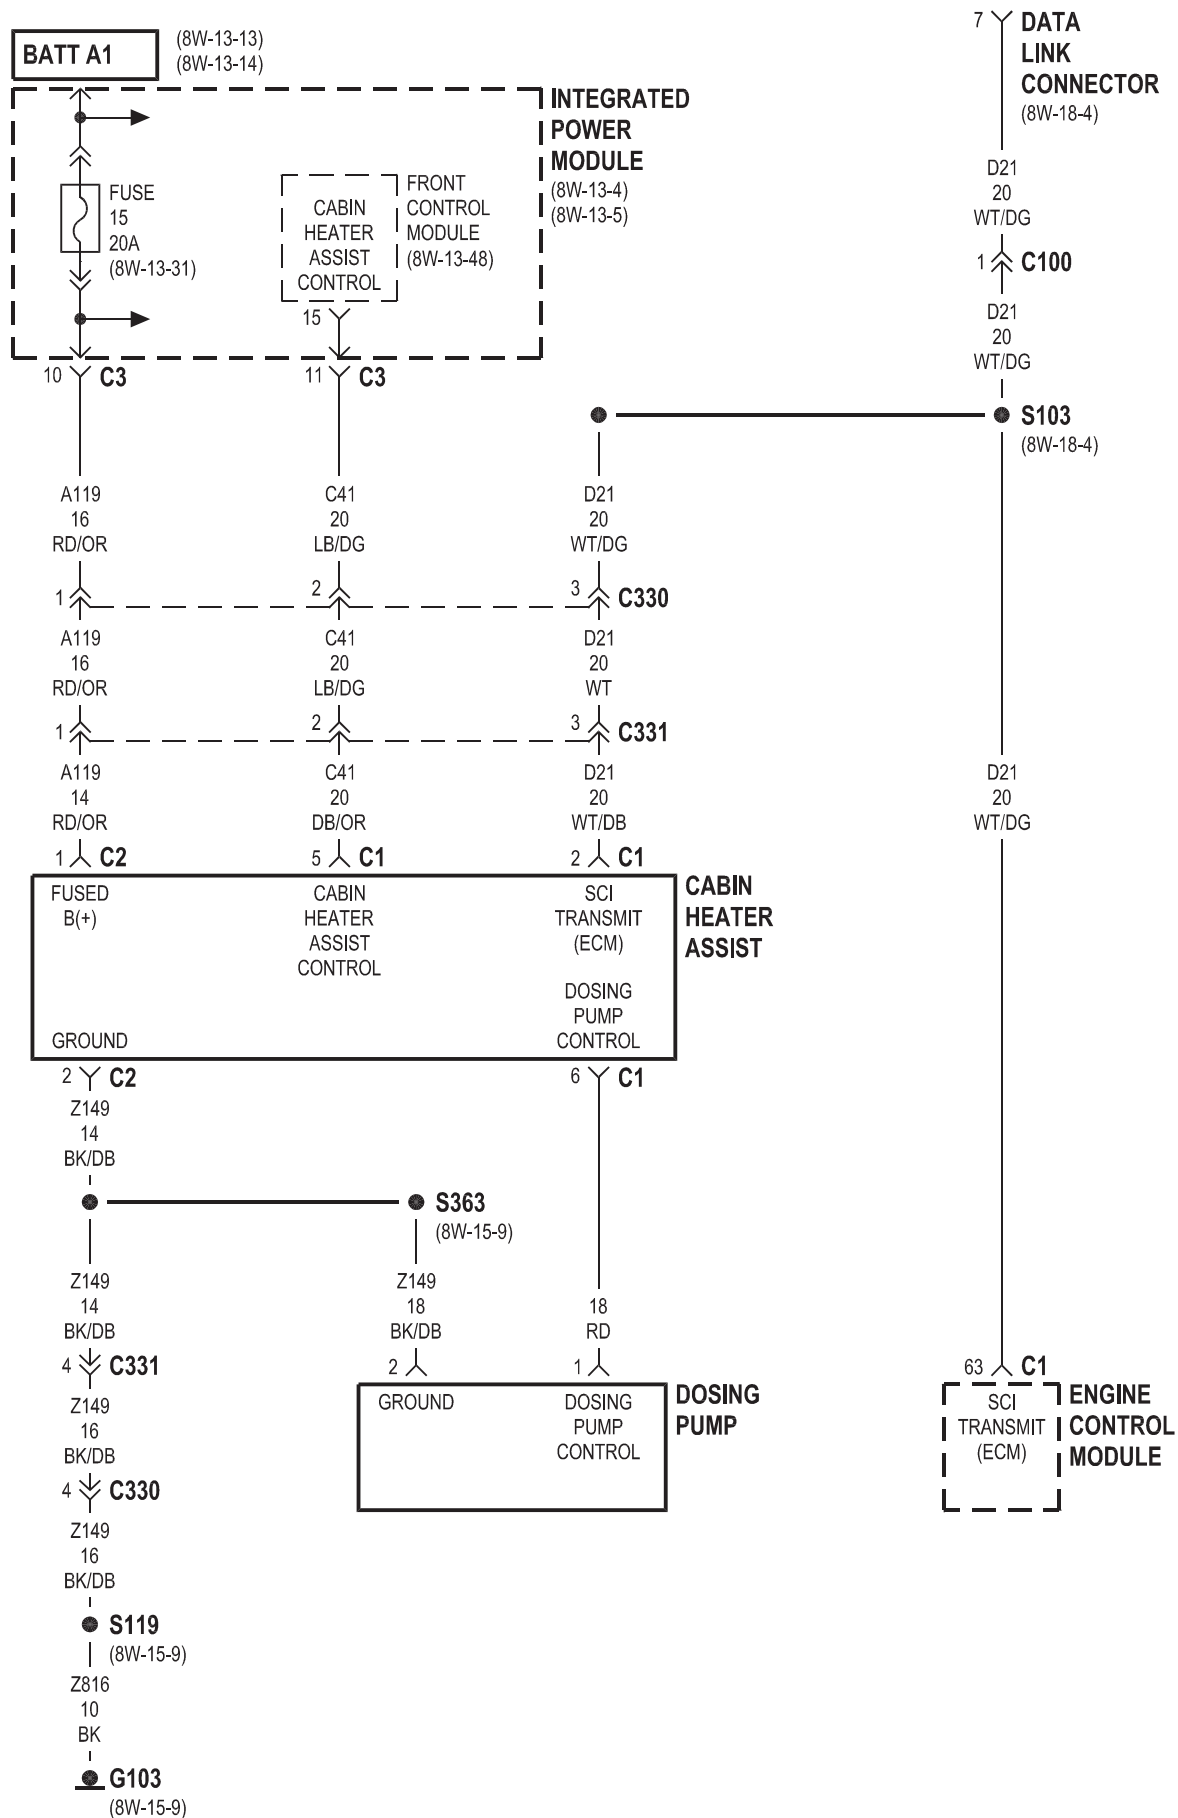 BATT A1
(8W-13-13)
(8W-13-14)
7
DATA
LINK
CONNECTOR
(8W-18-4)
INTEGRATED
POWER
MODULE
(8W-13-4)
(8W-13-5)
FUSE
15
20A
(8W-13-31)
CABIN
HEATER
ASSIST
CONTROL
FRONT
CONTROL
MODULE
(8W-13-48)
15
D21
20
WT/DG
1
C100
D21
20
WT/DG
10
C3
11
C3
S103
(8W-18-4)
A119
16
RD/OR
C41
20
LB/DG
D21
20
WT/DG
1
2
3
C330
A119
16
RD/OR
C41
20
LB/DG
D21
20
WT
1
2
3
C331
A119
14
RD/OR
C41
20
DB/OR
D21
20
WT/DB
D21
20
WT/DG
1
C2
5
C1
2
C1
FUSED
B(+)
CABIN
HEATER
ASSIST
CONTROL
SCI
TRANSMIT
(ECM)
CABIN
HEATER
ASSIST
GROUND
DOSING
PUMP
CONTROL
2
C2
6
C1
Z149
14
BK/DB
S363
(8W-15-9)
Z149
14
BK/DB
Z149
18
BK/DB
18
RD
4
C331
2
1
63
C1
GROUND
DOSING
PUMP
CONTROL
DOSING
PUMP
SCI
TRANSMIT
(ECM)
ENGINE
CONTROL
MODULE
Z149
16
BK/DB
4
C330
Z149
16
BK/DB
S119
(8W-15-9)
Z816
10
BK
G103
(8W-15-9)